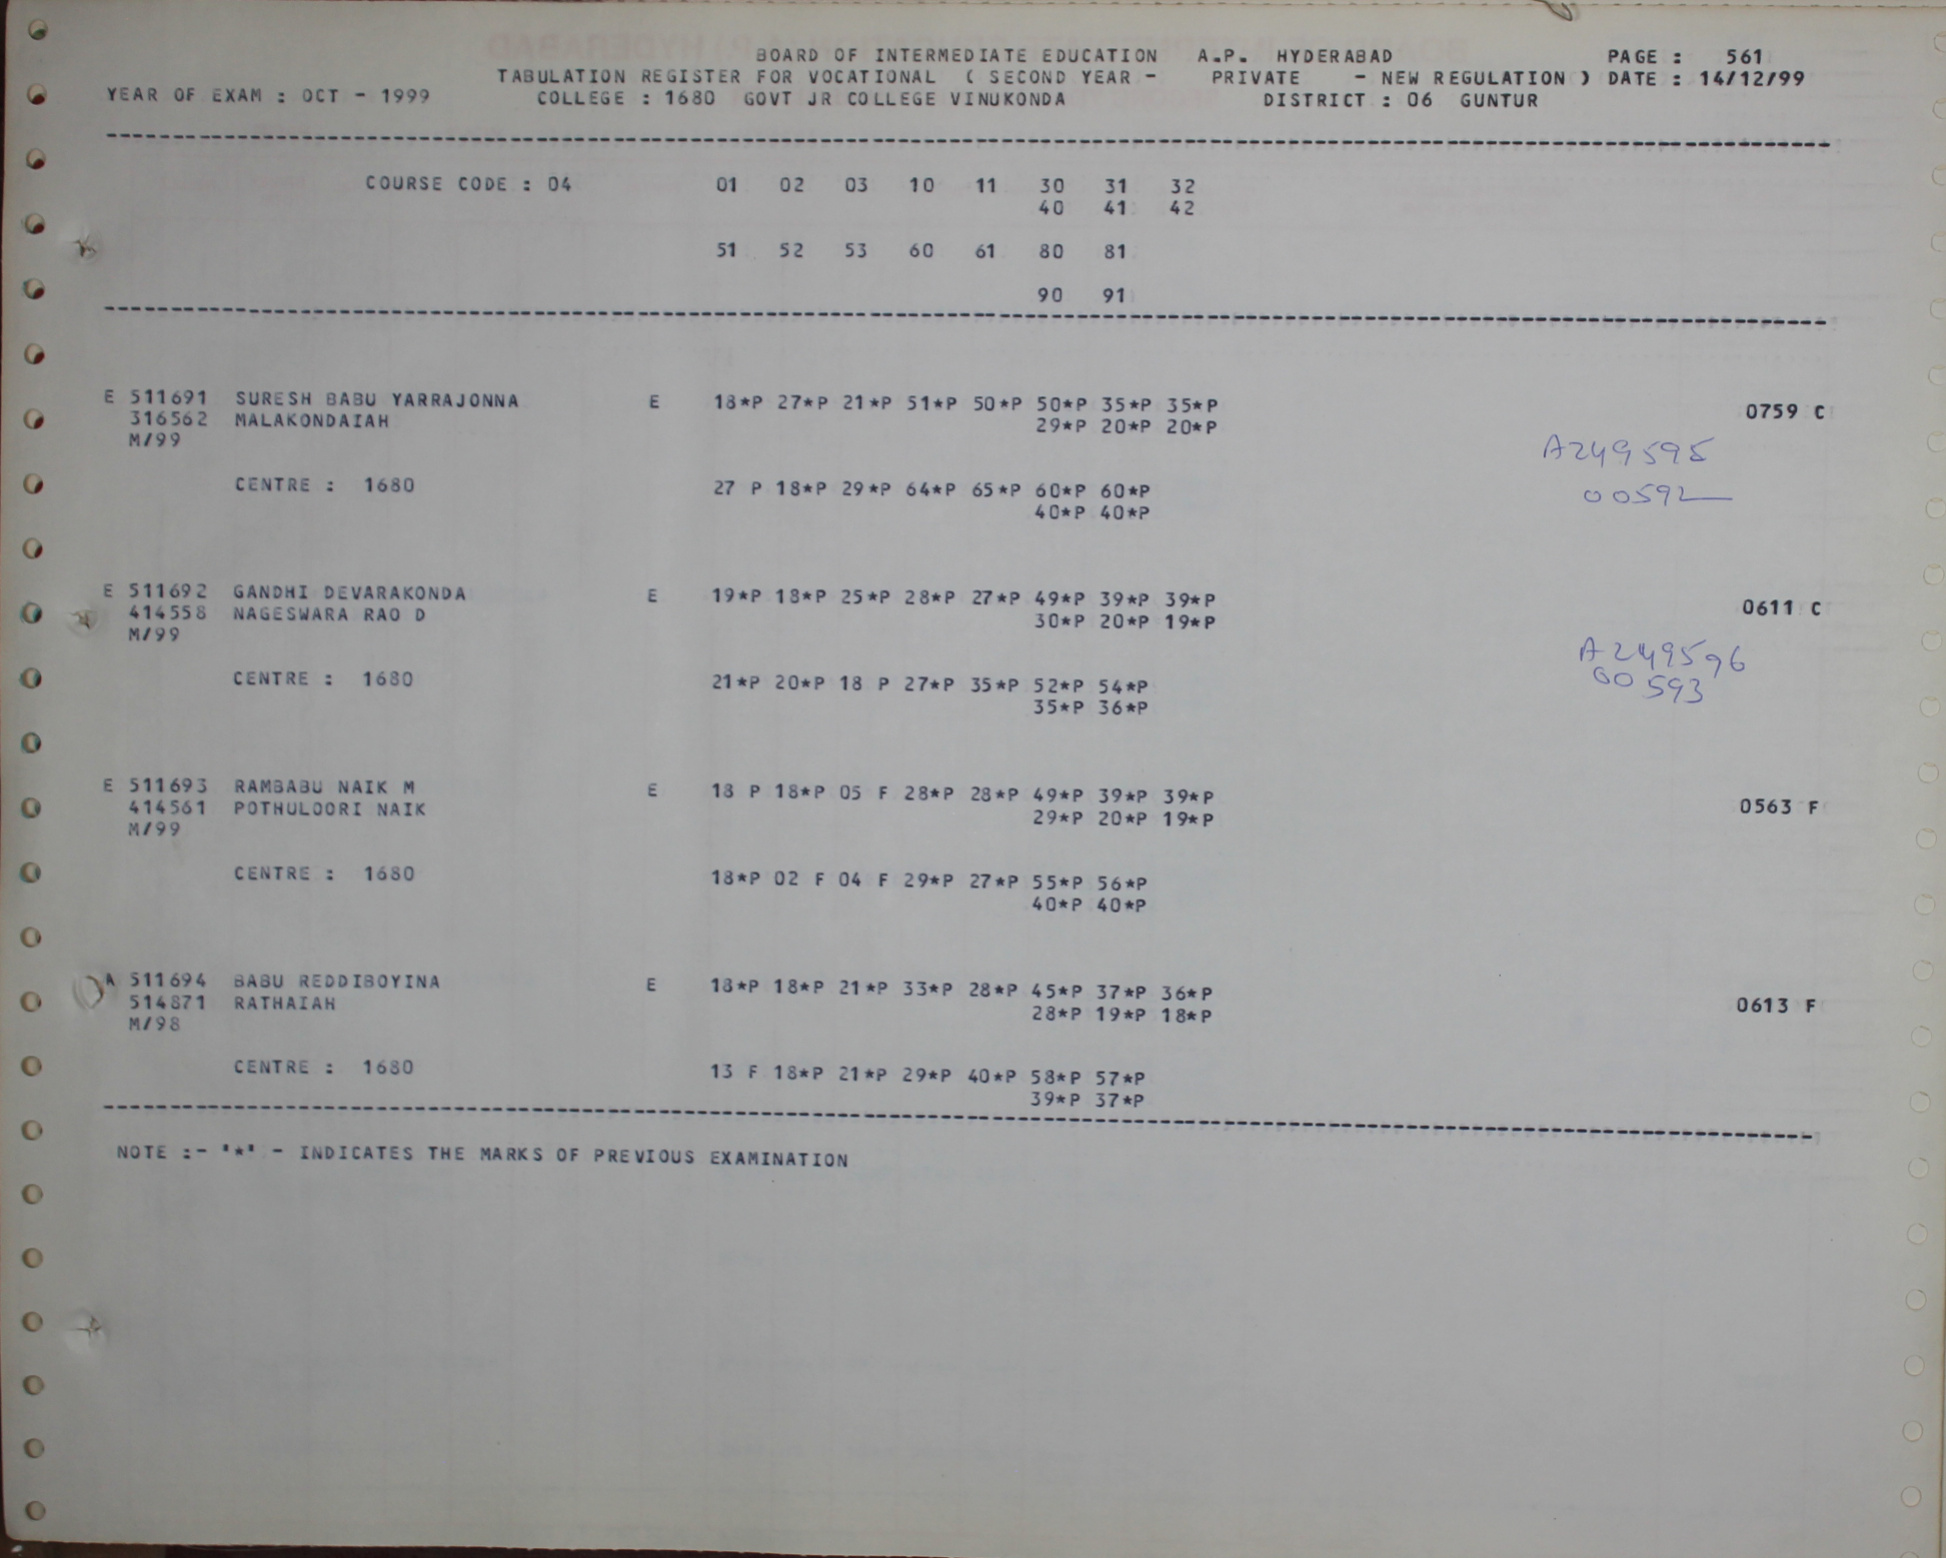 BOARD OF INTERMEDIATE EDUCATION A.P. HYDERABAD PAGE : 561
TABULATION REGISTER FOR VOCATIONAL ( SECOND YEAR - PRIVATE - NEW REGULATION ) DATE : 14/12/99
YEAR OF EXAM : OCT - 1999 COLLEGE : 1680 GOVT JR COLLEGE VINUKONDA DISTRICT : 06 GUNTUR
COURSE CODE : 04 01 02 03 10 11 30 31 32
40 41 42
51 52 53 60 61 80 81
90 91
E 511691 SURESH BABU YARRAJONNA E 18*P 27*P 21*P 51*P 50*P 50*P 35*P 35*P 0759 C
316562 MALAKONDAIAH 29*P 20*P 20*P
M/99
A249595
CENTRE : 1680 27 P 18*P 29*P 64*P 65*P 60*P 60*P
00592
40*P 40*P
E 511692 GANDHI DEVARAKONDA E 19*P 18*P 25*P 28*P 27*P 49*P 39*P 39*P 0611 C
414558 NAGESWARA RAO D 30*P 20*P 19*P
M/99
A249596
CENTRE : 1680 21*P 20*P 18 P 27*P 35*P 52*P 54*P
00593
35*P 36*P
E 511693 RAMBABU NAIK M E 18 P 18*P 05 F 28*P 28*P 49*P 39*P 39*P 0563 F
414561 POTHULOORI NAIK 29*P 20*P 19*P
M/99
CENTRE : 1680 18*P 02 F 04 F 29*P 27*P 55*P 56*P
40*P 40*P
A 511694 BABU REDDIBOYINA E 18*P 18*P 21*P 33*P 28*P 45*P 37*P 36*P 0613 F
514871 RATHAIAH 28*P 19*P 18*P
M/98
CENTRE : 1680 13 F 18*P 21*P 29*P 40*P 58*P 57*P
39*P 37*P
NOTE :- '*' - INDICATES THE MARKS OF PREVIOUS EXAMINATION